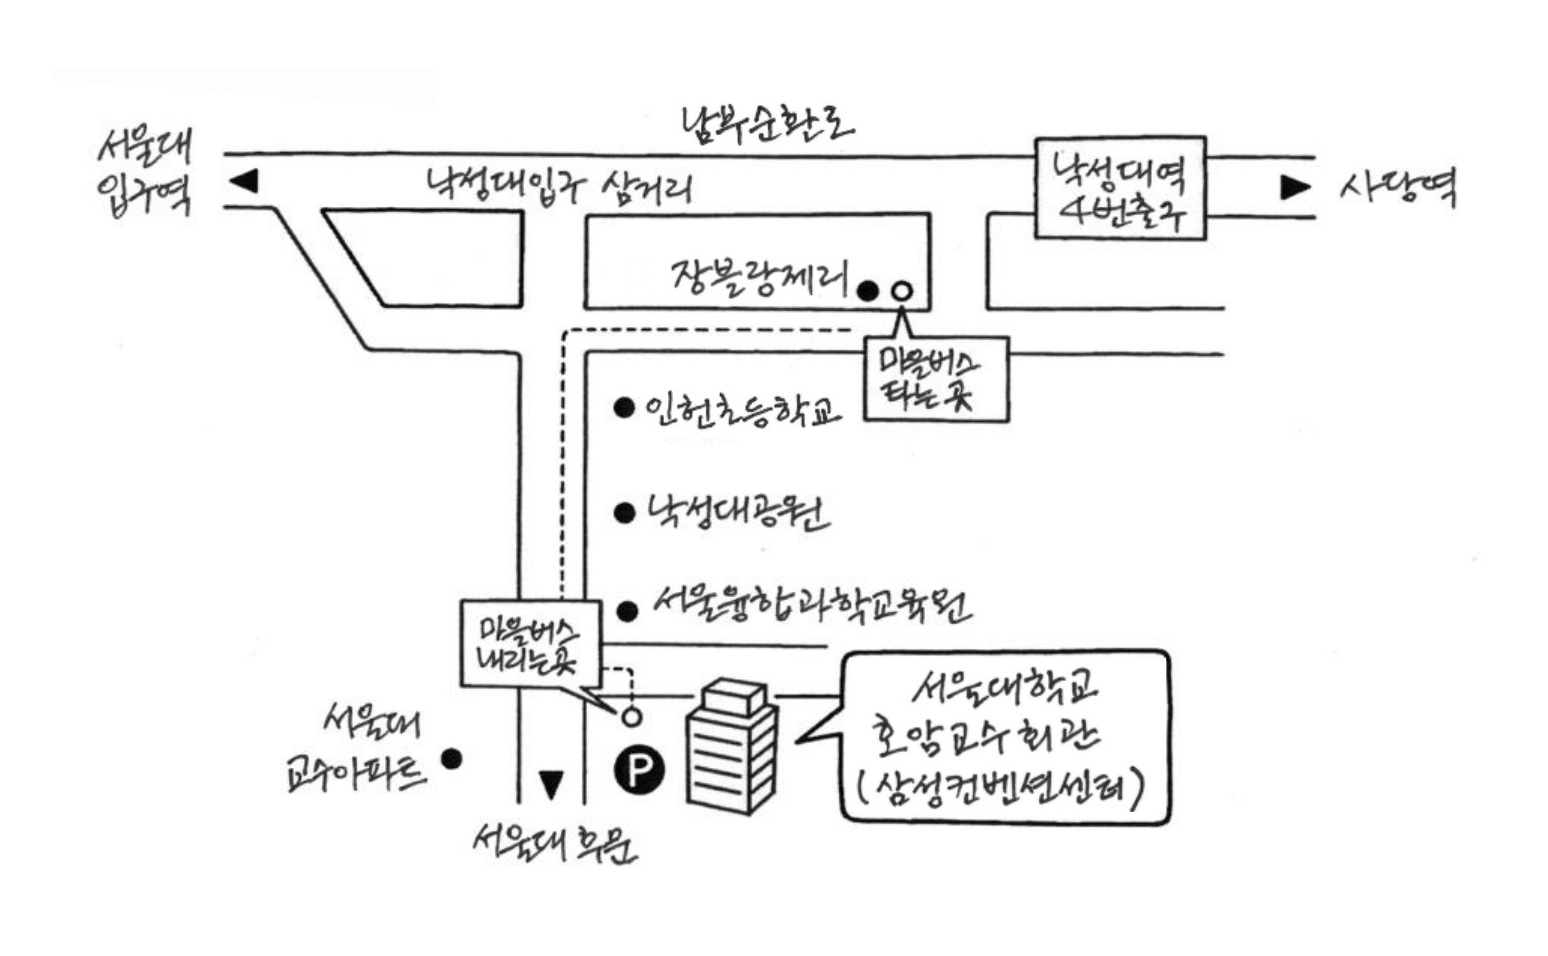 남부순환로
서울대
입구역
낙성대입구 삼거리
낙성대역
4번출구
사당역
장블랑제리
마을버스
타는 곳
인헌초등학교
낙성대공원
서울융합과학교육원
마을버스
내리는곳
서울대학교
호암교수회관
(삼성컨벤션센터)
서울대
교수아파트
P
서울대 후문